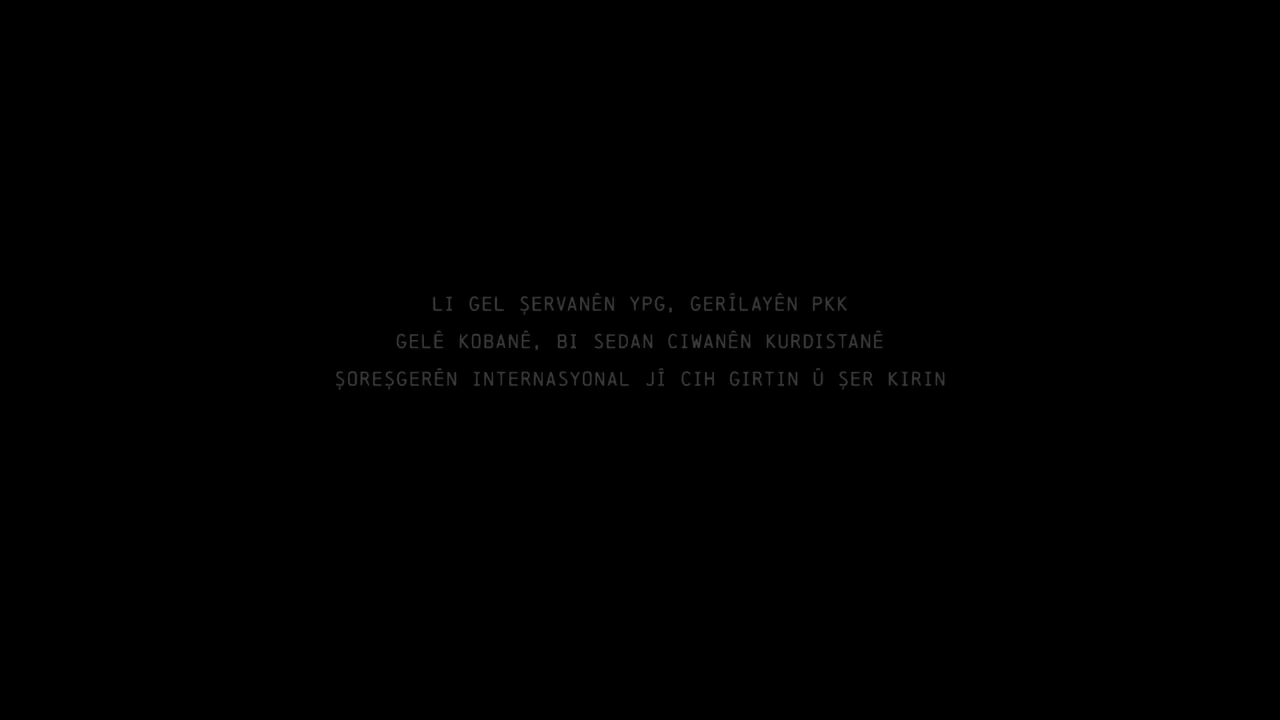 LI GEL ŞERVANÊN YPG, GERÎLAYÊN PKK
GELÊ KOBANÊ, BI SEDAN CIWANÊN KURDISTANÊ
ŞOREŞGERÊN INTERNASYONAL JÎ CIH GIRTIN Û ŞER KIRIN